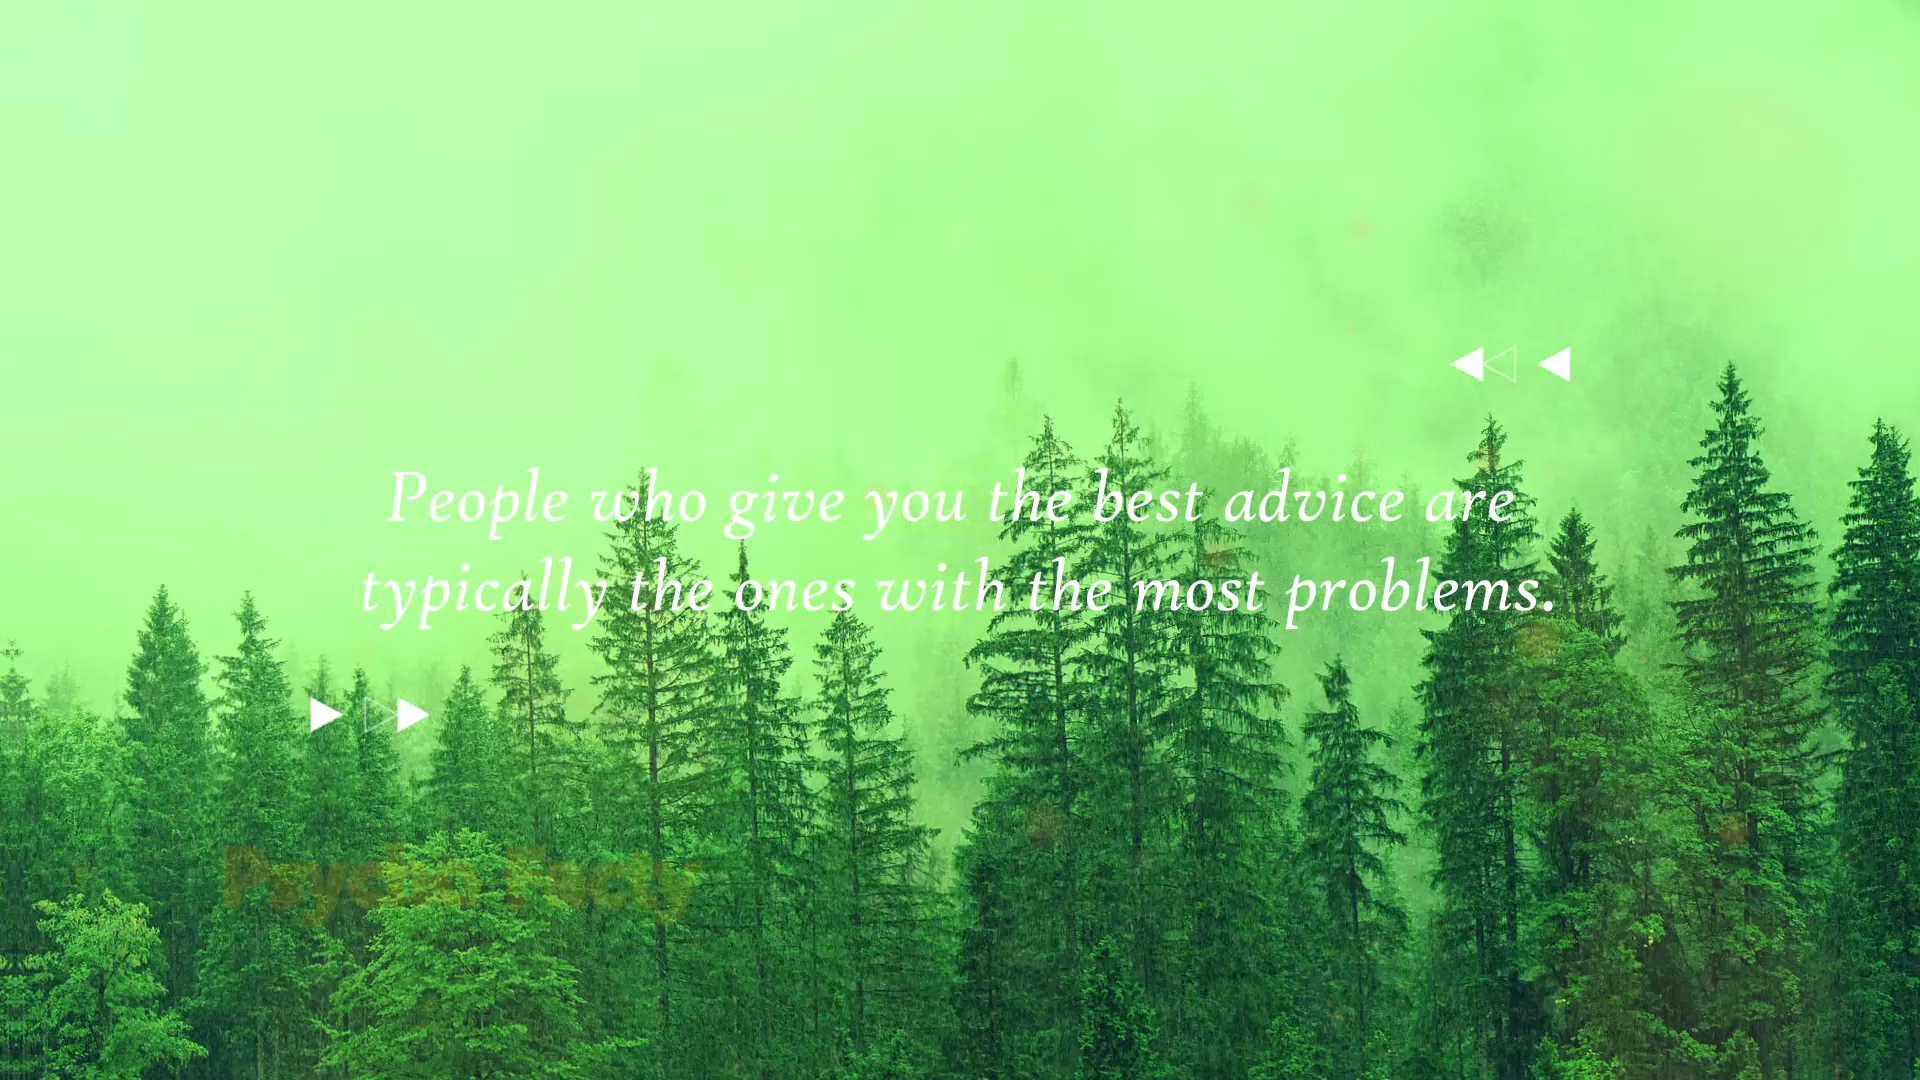 People who give you the best advice are
typically the ones with the most problems.